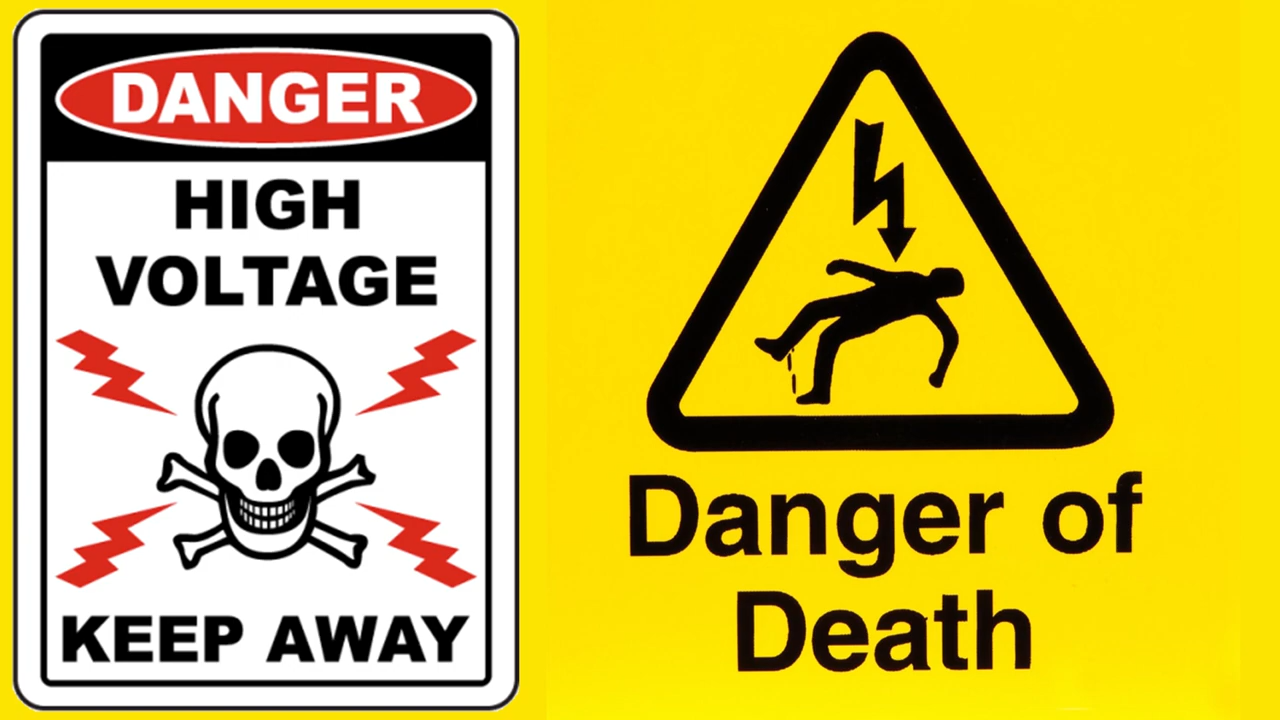 DANGER
HIGH
VOLTAGE
KEEP AWAY
Danger of
Death